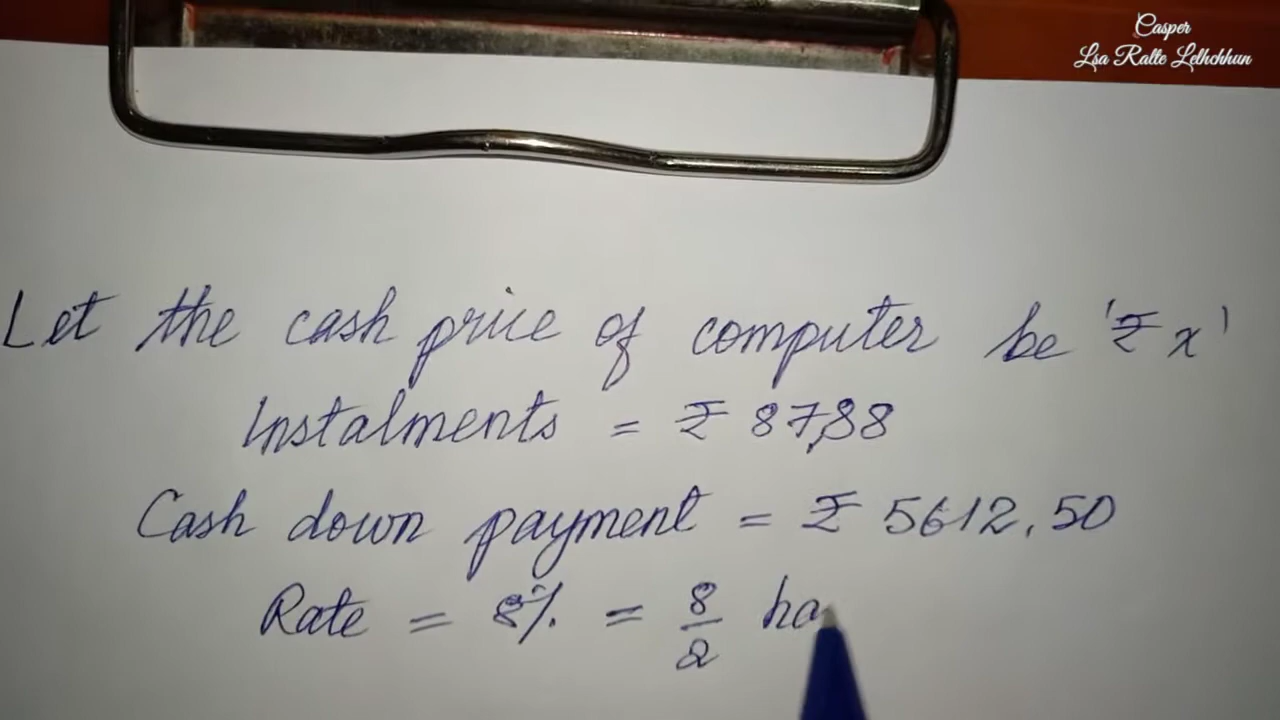 Casper
Lsa Ralte Lelhchhun
Let the cash price of computer be '₹ x'
Instalments = ₹ 87,88
Cash down payment = ₹ 5612.50
Rate = 8% = 8/2 ha